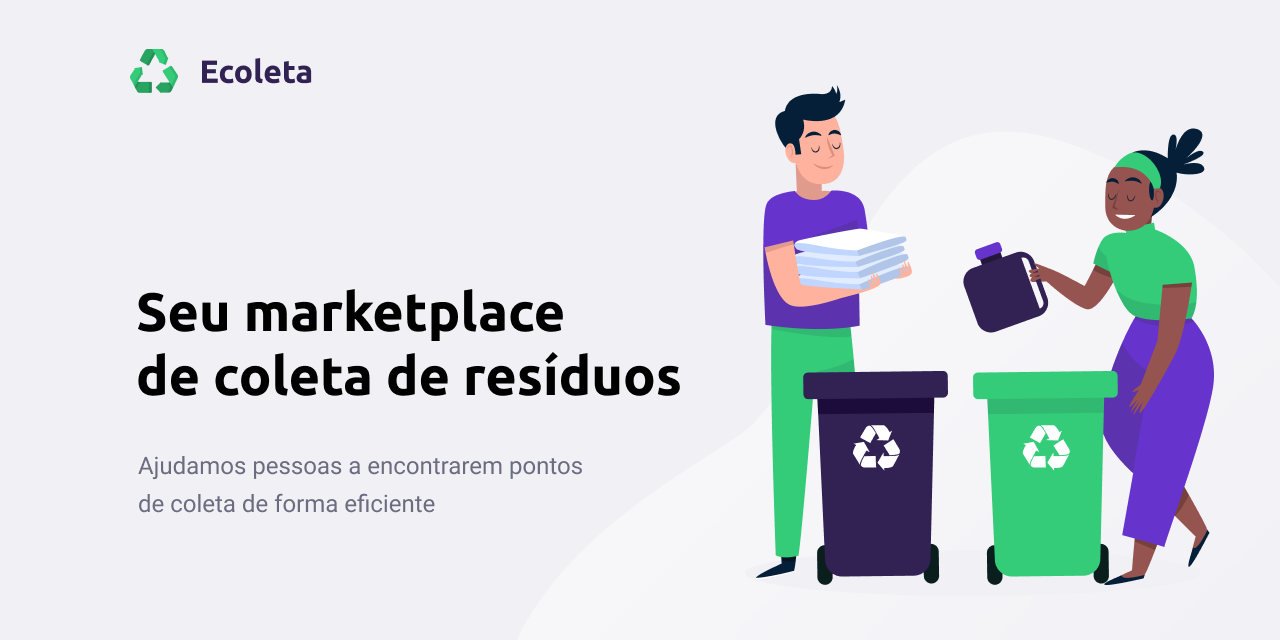 Ecoleta
Seu marketplace
de coleta de resíduos
Ajudamos pessoas a encontrarem pontos
de coleta de forma eficiente